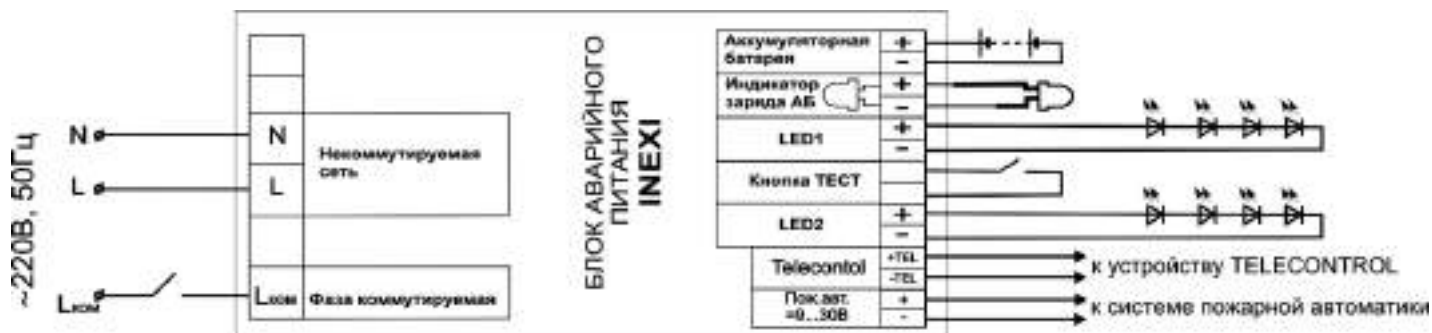 ~220В, 50Гц
N
L
Lком
N
L
Lком
Некоммутируемая
сеть
Фаза коммутируемая
БЛОК АВАРИЙНОГО
ПИТАНИЯ
INEXI
Аккумуляторная
батарея
+
-
Индикатор
заряда АБ
+
-
LED1
+
-
Кнопка ТЕСТ
LED2
+
-
Telecontol
+TEL
-TEL
Пож.авт.
=9...30В
+
-
к устройству TELECONTROL
к системе пожарной автоматики